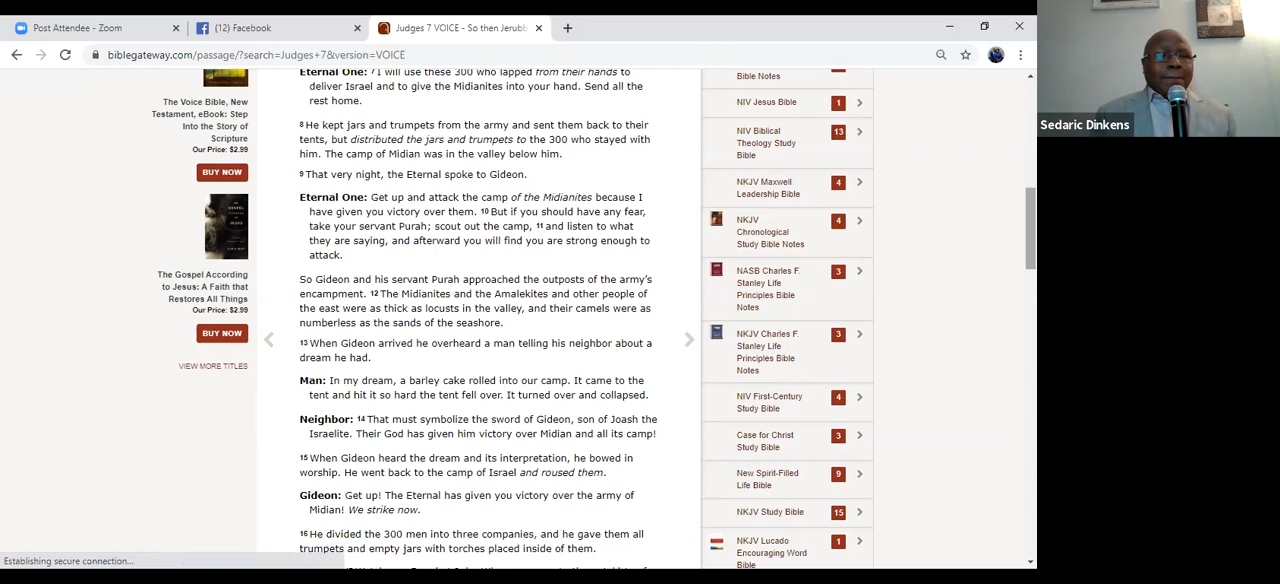 Post Attendee - Zoom
(12) Facebook
Judges 7 VOICE - So then Jerubb
biblegateway.com/passage/?search=Judges+7&version=VOICE
The Voice Bible, New
Testament, eBook: Step
Into the Story of
Scripture
Our Price: $2.99
BUY NOW
The Gospel According
to Jesus: A Faith that
Restores All Things
Our Price: $2.99
BUY NOW
VIEW MORE TITLES
Eternal One: 7 I will use these 300 who lapped from their hands to
deliver Israel and to give the Midianites into your hand. Send all the
rest home.
8 He kept jars and trumpets from the army and sent them back to their
tents, but distributed the jars and trumpets to the 300 who stayed with
him. The camp of Midian was in the valley below him.
9 That very night, the Eternal spoke to Gideon.
Eternal One: Get up and attack the camp of the Midianites because I
have given you victory over them. 10 But if you should have any fear,
take your servant Purah; scout out the camp, 11 and listen to what
they are saying, and afterward you will find you are strong enough to
attack.
So Gideon and his servant Purah approached the outposts of the army's
encampment. 12 The Midianites and the Amalekites and other people of
the east were as thick as locusts in the valley, and their camels were as
numberless as the sands of the seashore.
13 When Gideon arrived he overheard a man telling his neighbor about a
dream he had.
Man: In my dream, a barley cake rolled into our camp. It came to the
tent and hit it so hard the tent fell over. It turned over and collapsed.
Neighbor: 14 That must symbolize the sword of Gideon, son of Joash the
Israelite. Their God has given him victory over Midian and all its camp!
15 When Gideon heard the dream and its interpretation, he bowed in
worship. He went back to the camp of Israel and roused them.
Gideon: Get up! The Eternal has given you victory over the army of
Midian! We strike now.
16 He divided the 300 men into three companies, and he gave them all
trumpets and empty jars with torches placed inside of them.
Bible Notes
NIV Jesus Bible 1
NIV Biblical 13
Theology Study
Bible
NKJV Maxwell 4
Leadership Bible
NKJV 4
Chronological
Study Bible Notes
NASB Charles F. 3
Stanley Life
Principles Bible
Notes
NKJV Charles F. 3
Stanley Life
Principles Bible
Notes
NIV First-Century 4
Study Bible
Case for Christ 3
Study Bible
New Spirit-Filled 9
Life Bible
NKJV Study Bible 15
NKJV Lucado 1
Encouraging Word
Bible
Establishing secure connection...
Sedaric Dinkens